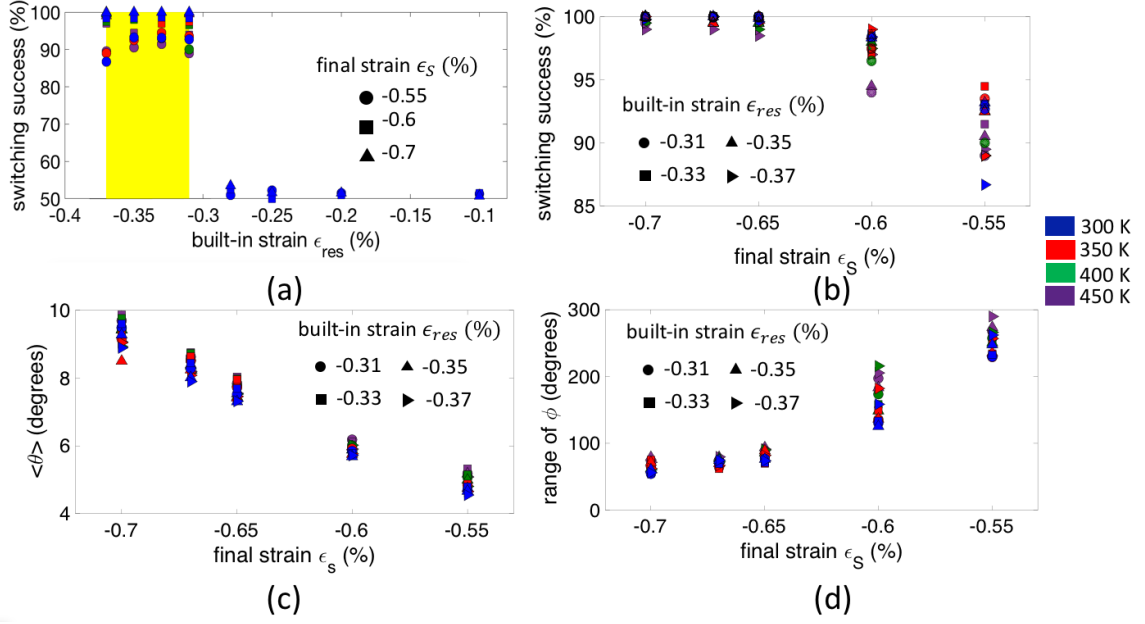 switching success (%)
100
90
80
70
60
50
-0.4
-0.35
-0.3
-0.25
-0.2
-0.15
-0.1
built-in strain ϵres (%)
final strain ϵS (%)
-0.55
-0.6
-0.7
(a)
switching success (%)
100
95
90
85
-0.7
-0.65
-0.6
-0.55
final strain ϵS (%)
built-in strain ϵres (%)
-0.31
-0.35
-0.33
-0.37
(b)
300 K
350 K
400 K
450 K
<θ> (degrees)
10
8
6
4
-0.7
-0.65
-0.6
-0.55
final strain ϵs (%)
built-in strain ϵres (%)
-0.31
-0.35
-0.33
-0.37
(c)
range of ϕ (degrees)
300
200
100
0
-0.7
-0.65
-0.6
-0.55
final strain ϵS (%)
built-in strain ϵres (%)
-0.31
-0.35
-0.33
-0.37
(d)